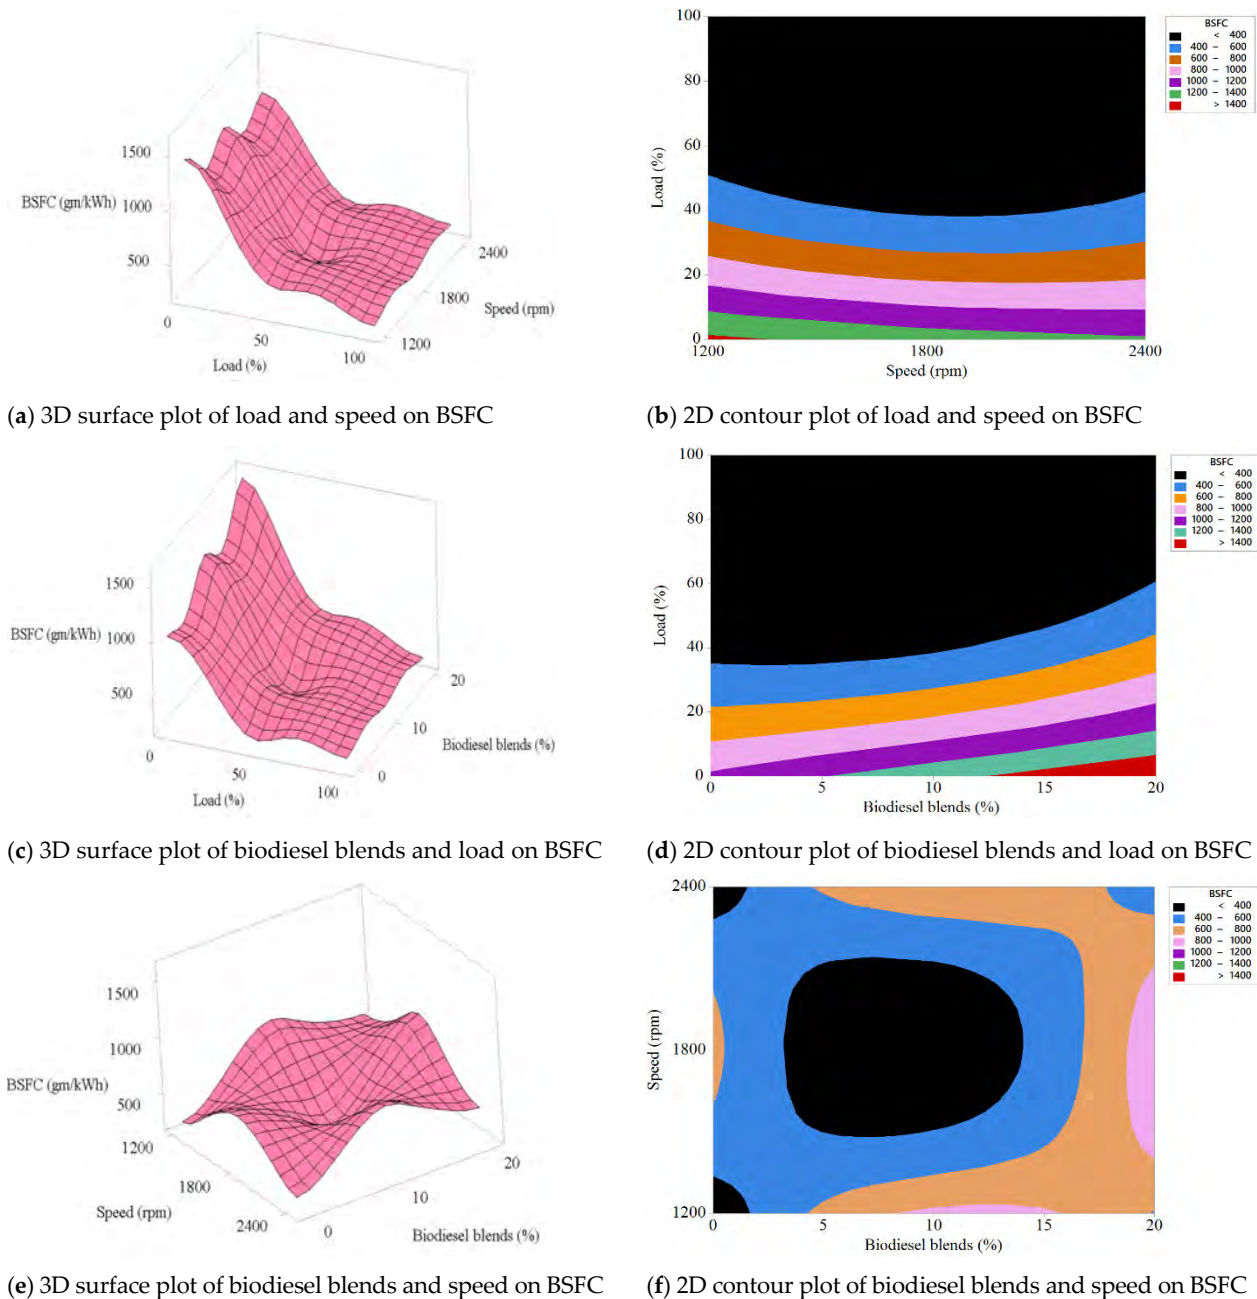 1500
BSFC (gm/kWh)
1000
500
0
50
100
Load (%)
2400
1800
Speed (rpm)
1200
100
80
60
40
20
0
Load (%)
1200
1800
2400
Speed (rpm)
BSFC
< 400
400 – 600
600 – 800
800 – 1000
1000 – 1200
1200 – 1400
> 1400
(a) 3D surface plot of load and speed on BSFC
(b) 2D contour plot of load and speed on BSFC
1500
BSFC (gm/kWh)
1000
500
0
50
100
Load (%)
20
10
Biodiesel blends (%)
0
100
80
60
40
20
0
Load (%)
0
5
10
15
20
Biodiesel blends (%)
BSFC
< 400
400 – 600
600 – 800
800 – 1000
1000 – 1200
1200 – 1400
> 1400
(c) 3D surface plot of biodiesel blends and load on BSFC
(d) 2D contour plot of biodiesel blends and load on BSFC
1500
1000
BSFC (gm/kWh)
500
1200
1800
Speed (rpm)
2400
20
10
0
Biodiesel blends (%)
2400
1800
1200
Speed (rpm)
0
5
10
15
20
Biodiesel blends (%)
BSFC
< 400
400 – 600
600 – 800
800 – 1000
1000 – 1200
1200 – 1400
> 1400
(e) 3D surface plot of biodiesel blends and speed on BSFC
(f) 2D contour plot of biodiesel blends and speed on BSFC